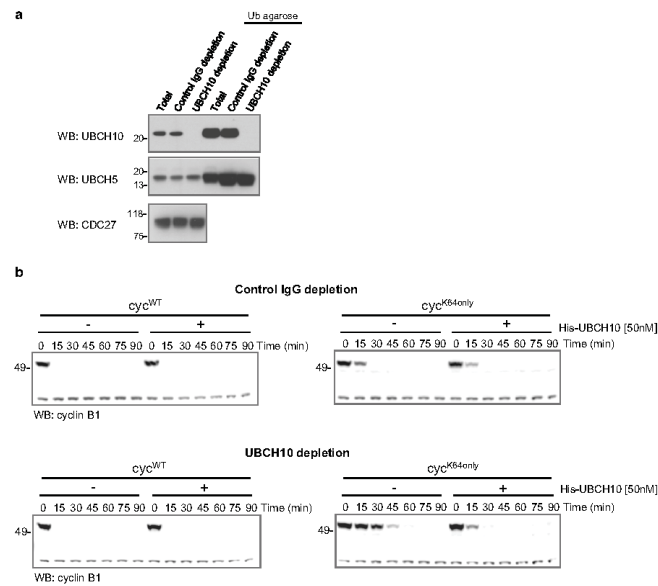 a
Ub agarose
Total Control IgG depletion UBCH10 depletion Total Control IgG depletion UBCH10 depletion
WB: UBCH10 20
WB: UBCH5 20 13
WB: CDC27 118 75
b
Control IgG depletion
cycWT cycK64only
- + - + His-UBCH10 [50nM]
0 15 30 45 60 75 90 0 15 30 45 60 75 90 Time (min) 0 15 30 45 60 75 90 0 15 30 45 60 75 90 Time (min)
49 49
WB: cyclin B1
UBCH10 depletion
cycWT cycK64only
- + - + His-UBCH10 [50nM]
0 15 30 45 60 75 90 0 15 30 45 60 75 90 Time (min) 0 15 30 45 60 75 90 0 15 30 45 60 75 90 Time (min)
49 49
WB: cyclin B1